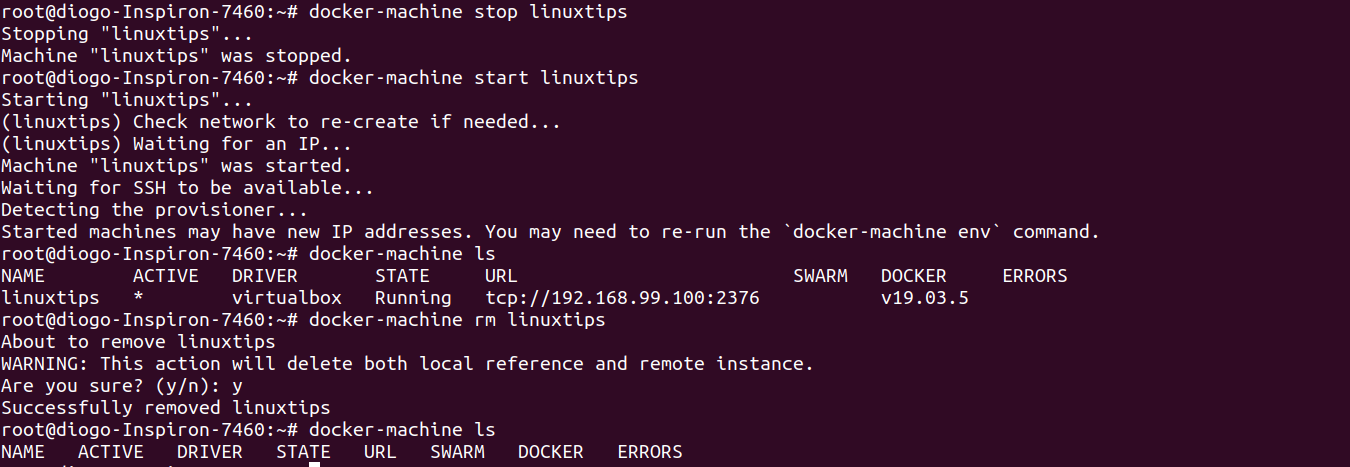 root@diogo-Inspiron-7460:~# docker-machine stop linuxtips
Stopping "linuxtips"...
Machine "linuxtips" was stopped.
root@diogo-Inspiron-7460:~# docker-machine start linuxtips
Starting "linuxtips"...
(linuxtips) Check network to re-create if needed...
(linuxtips) Waiting for an IP...
Machine "linuxtips" was started.
Waiting for SSH to be available...
Detecting the provisioner...
Started machines may have new IP addresses. You may need to re-run the `docker-machine env` command.
root@diogo-Inspiron-7460:~# docker-machine ls
NAME        ACTIVE   DRIVER       STATE     URL                         SWARM   DOCKER     ERRORS
linuxtips   *        virtualbox   Running   tcp://192.168.99.100:2376           v19.03.5
root@diogo-Inspiron-7460:~# docker-machine rm linuxtips
About to remove linuxtips
WARNING: This action will delete both local reference and remote instance.
Are you sure? (y/n): y
Successfully removed linuxtips
root@diogo-Inspiron-7460:~# docker-machine ls
NAME   ACTIVE   DRIVER   STATE   URL   SWARM   DOCKER   ERRORS